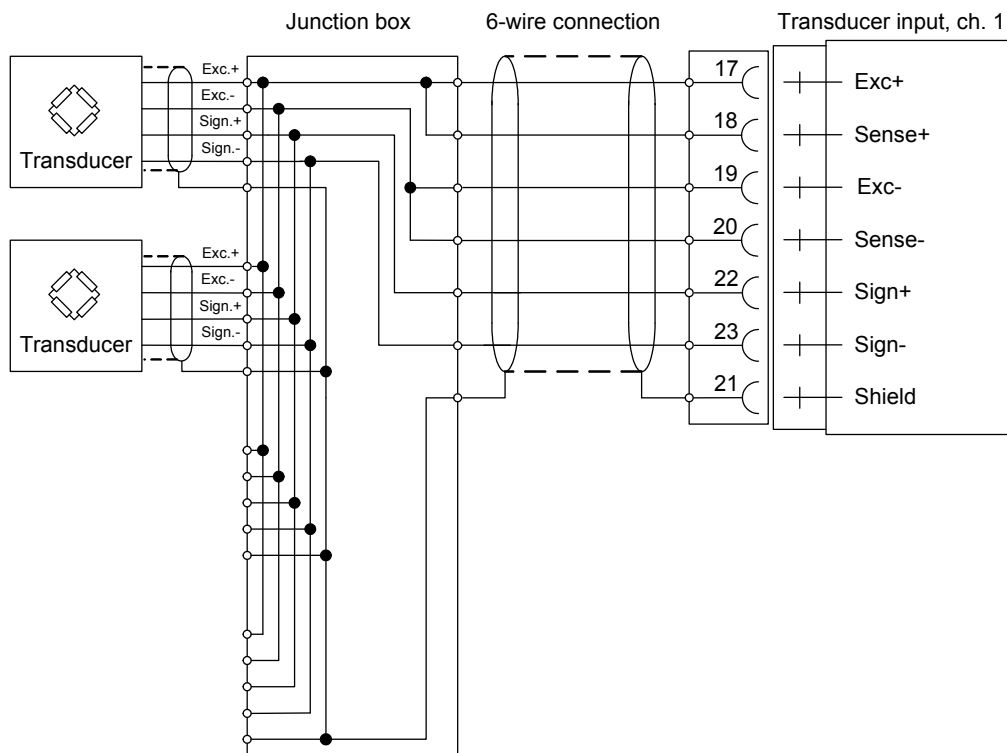 Junction box
6-wire connection
Transducer input, ch. 1
Exc.+
Exc.-
Sign.+
Sign.-
Transducer
Exc.+
Exc.-
Sign.+
Sign.-
Transducer
17
Exc+
18
Sense+
19
Exc-
20
Sense-
22
Sign+
23
Sign-
21
Shield